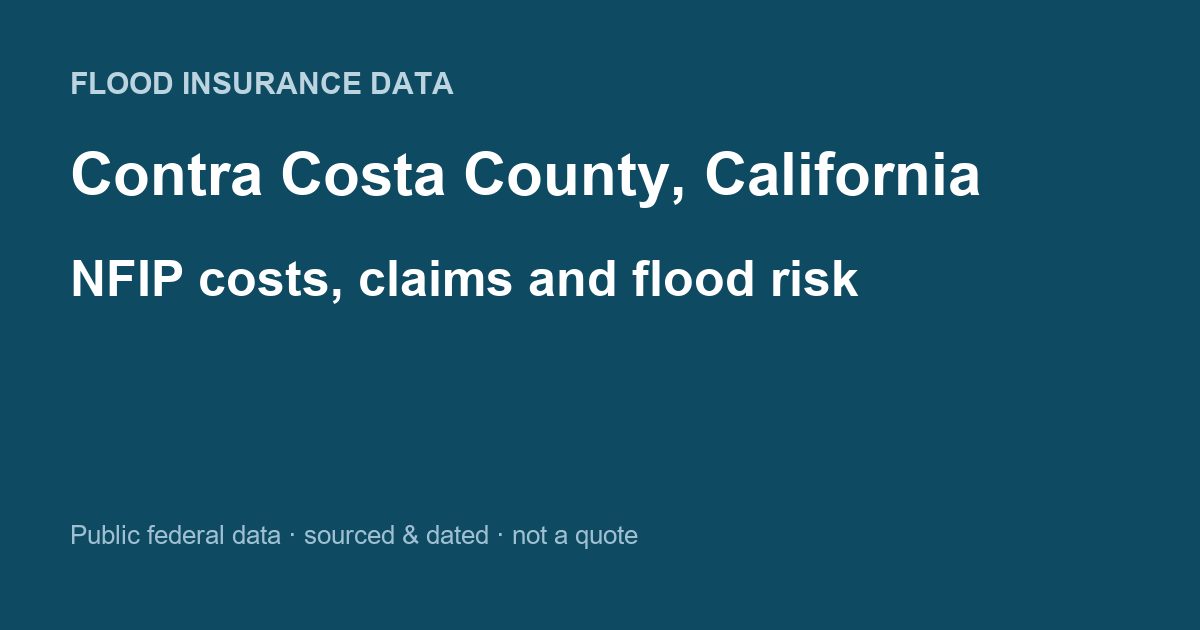 FLOOD INSURANCE DATA
Contra Costa County, California
NFIP costs, claims and flood risk
Public federal data · sourced & dated · not a quote